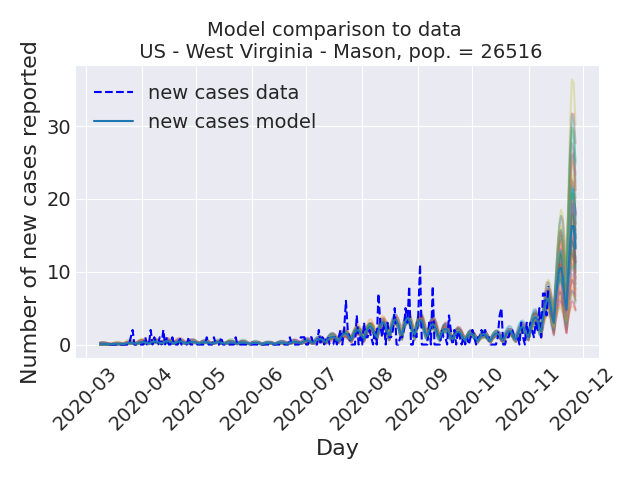 Model comparison to data
US - West Virginia - Mason, pop. = 26516
Number of new cases reported
new cases data
new cases model
30
20
10
0
2020-03
2020-04
2020-05
2020-06
2020-07
2020-08
2020-09
2020-10
2020-11
2020-12
Day